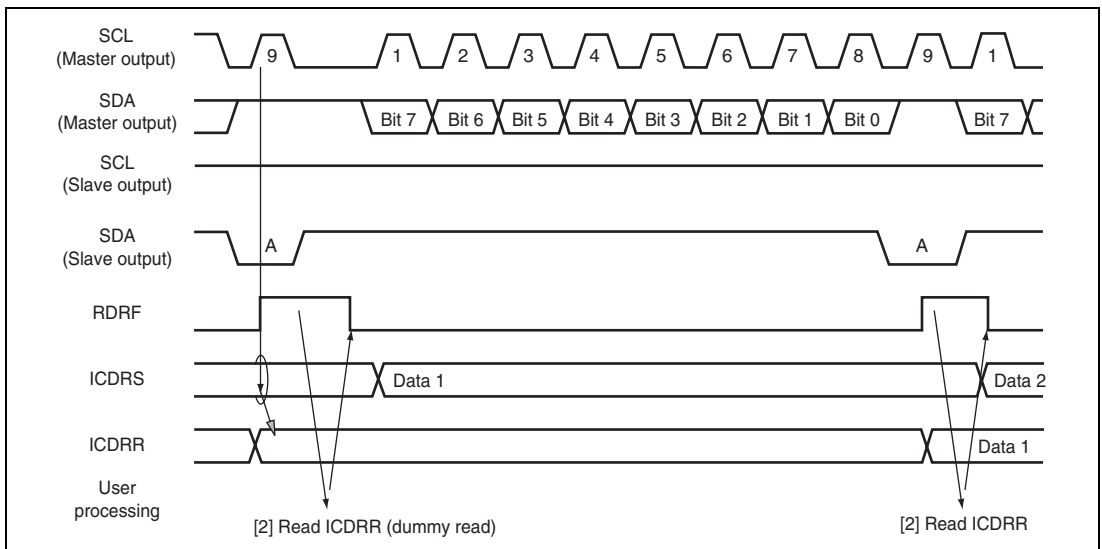 SCL
(Master output)
9 1 2 3 4 5 6 7 8 9 1
SDA
(Master output)
Bit 7 Bit 6 Bit 5 Bit 4 Bit 3 Bit 2 Bit 1 Bit 0 Bit 7
SCL
(Slave output)
SDA
(Slave output)
A A
RDRF
ICDRS
Data 1 Data 2
ICDRR
Data 1
User
processing
[2] Read ICDRR (dummy read) [2] Read ICDRR